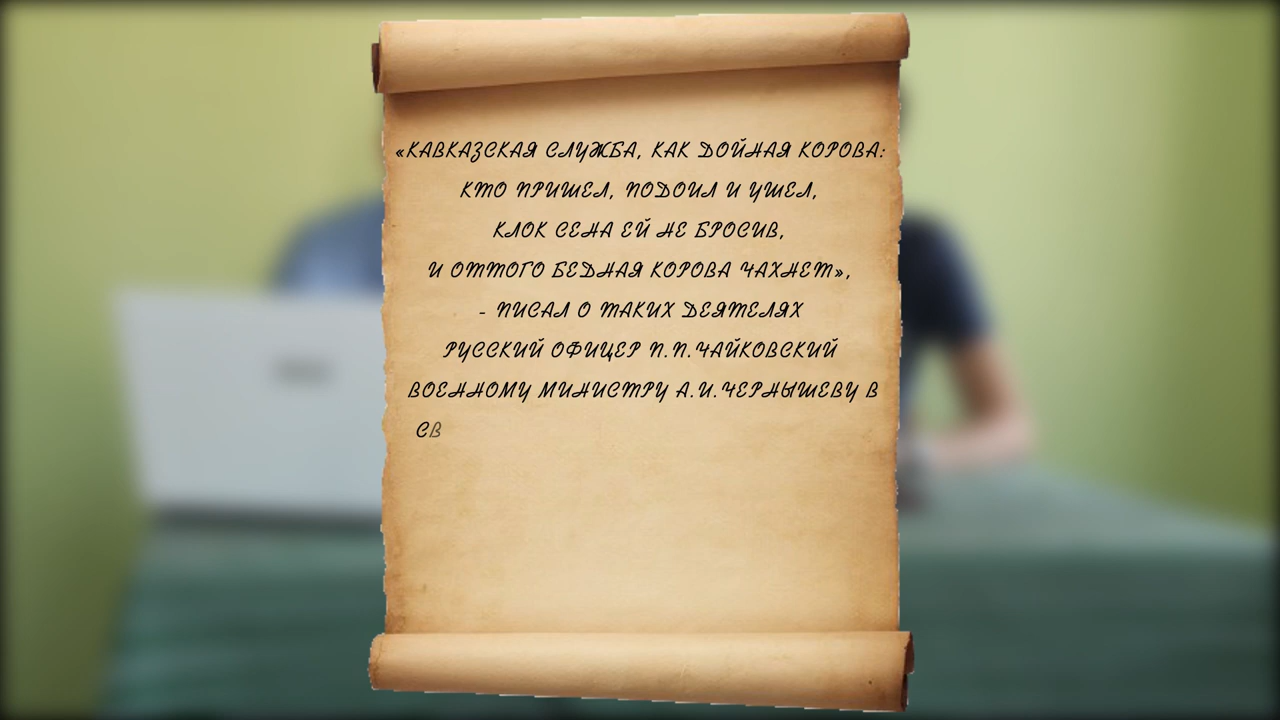 «КАВКАЗСКАЯ СЛУЖБА, КАК ДОЙНАЯ КОРОВА:
КТО ПРИШЕЛ, ПОДОИЛ И УШЕЛ,
КЛОК СЕНА ЕЙ НЕ БРОСИВ,
И ОТТОГО БЕДНАЯ КОРОВА ЧАХНЕТ»,
- ПИСАЛ О ТАКИХ ДЕЯТЕЛЯХ
РУССКИЙ ОФИЦЕР П.П.ЧАЙКОВСКИЙ
ВОЕННОМУ МИНИСТРУ А.И.ЧЕРНЫШЕВУ В
СВ